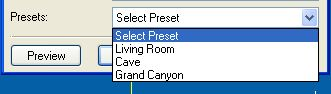 Presets: Select Preset
Select Preset
Living Room
Preview Cave
Grand Canyon